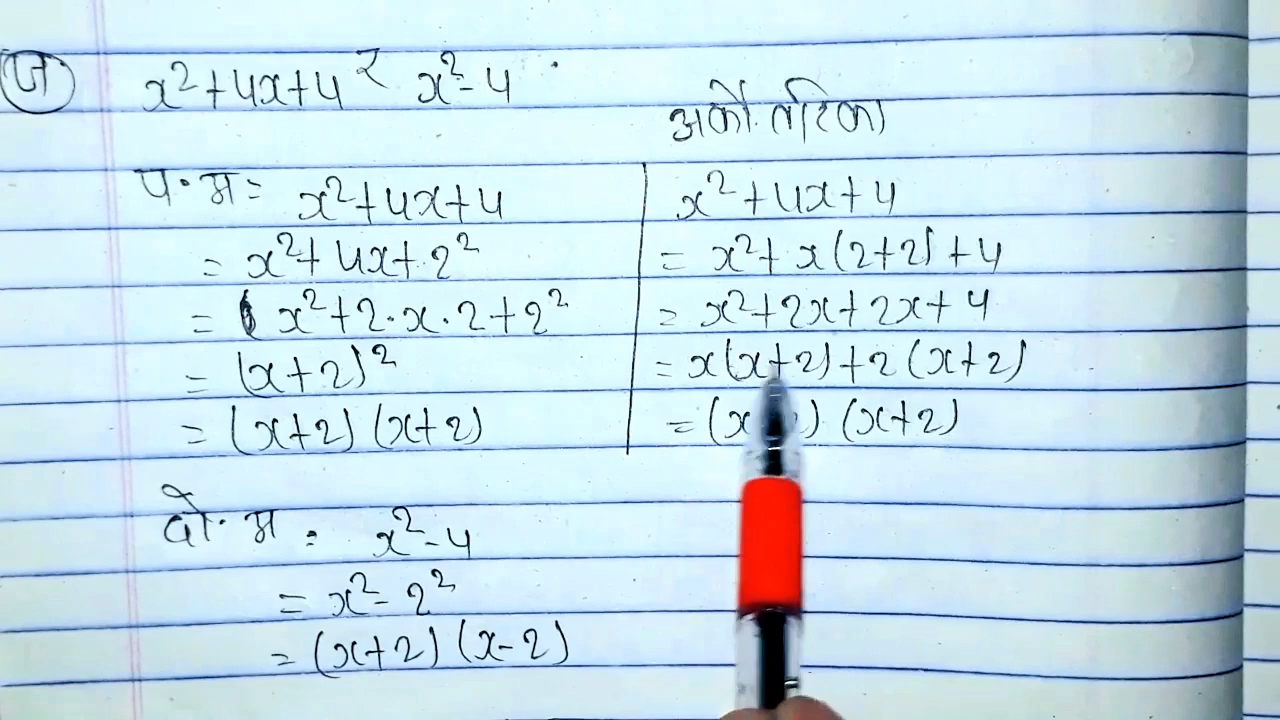 ज x²+4x+4 र x²-4
अर्को तरिका
प.अ = x²+4x+4
= x²+4x+2²
= x²+2.x.2+2²
= (x+2)²
= (x+2) (x+2)
x²+4x+4
= x²+x(2+2)+4
= x²+2x+2x+4
= x(x+2)+2(x+2)
= (x ) (x+2)
दो.अ = x²-4
= x²-2²
= (x+2) (x-2)